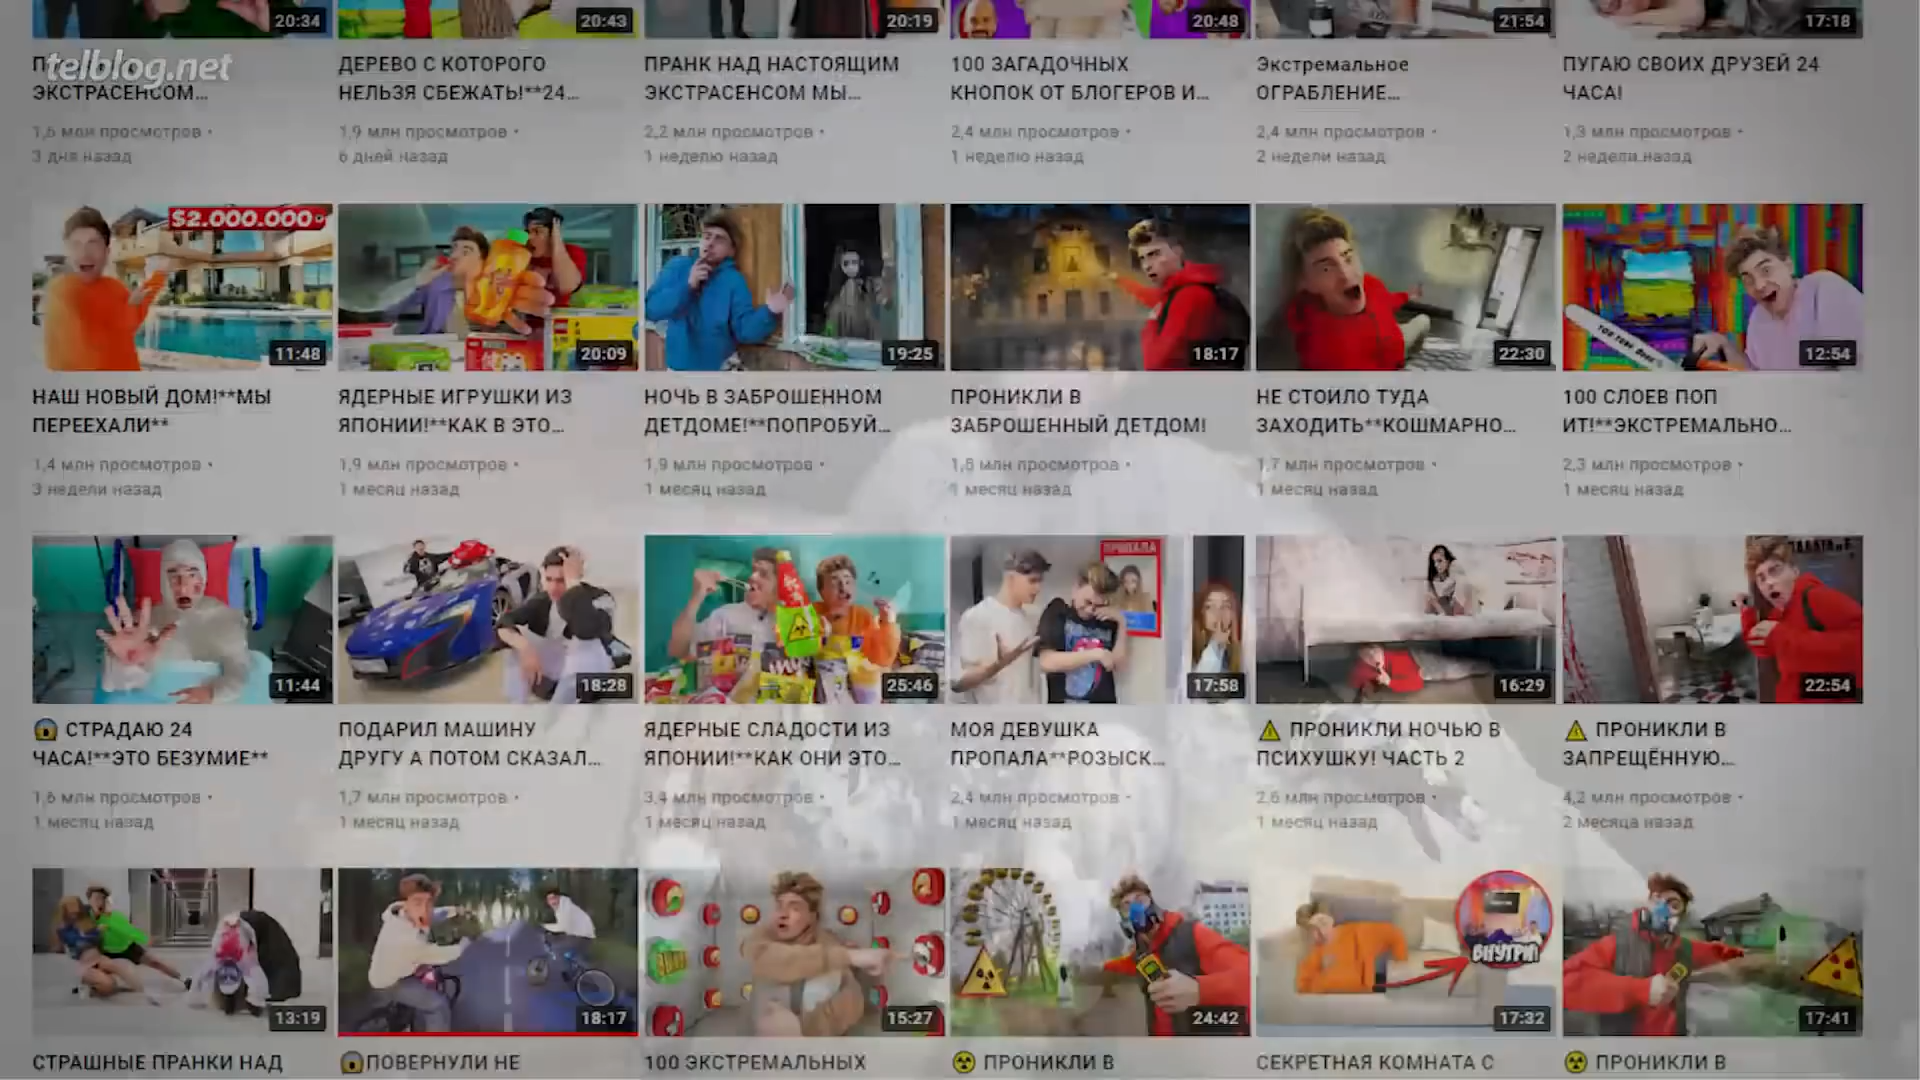 20:34
20:43
20:19
20:48
21:54
17:18
telblog.net
ЭКСТРАСЕНСОМ...
ДЕРЕВО С КОТОРОГО
НЕЛЬЗЯ СБЕЖАТЬ!**24...
ПРАНК НАД НАСТОЯЩИМ
ЭКСТРАСЕНСОМ МЫ...
100 ЗАГАДОЧНЫХ
КНОПОК ОТ БЛОГЕРОВ И...
Экстремальное
ОГРАБЛЕНИЕ...
ПУГАЮ СВОИХ ДРУЗЕЙ 24
ЧАСА!
1,6 млн просмотров •
3 дня назад
1,9 млн просмотров •
6 дней назад
2,2 млн просмотров •
1 неделю назад
2,4 млн просмотров •
1 неделю назад
2,4 млн просмотров •
2 недели назад
1,3 млн просмотров •
2 недели назад
$2.000.000
11:48
20:09
19:25
18:17
22:30
12:54
НАШ НОВЫЙ ДОМ!**МЫ
ПЕРЕЕХАЛИ**
ЯДЕРНЫЕ ИГРУШКИ ИЗ
ЯПОНИИ!**КАК В ЭТО...
НОЧЬ В ЗАБРОШЕННОМ
ДЕТДОМЕ!**ПОПРОБУЙ...
ПРОНИКЛИ В
ЗАБРОШЕННЫЙ ДЕТДОМ!
НЕ СТОИЛО ТУДА
ЗАХОДИТЬ**КОШМАРНО...
100 СЛОЕВ ПОП
ИТ!**ЭКСТРЕМАЛЬНО...
1,4 млн просмотров •
3 недели назад
1,9 млн просмотров •
1 месяц назад
1,9 млн просмотров •
1 месяц назад
1,8 млн просмотров •
1 месяц назад
1,7 млн просмотров •
1 месяц назад
2,3 млн просмотров •
1 месяц назад
ПРОПАЛА
11:44
18:28
25:46
17:58
16:29
22:54
😱 СТРАДАЮ 24
ЧАСА!**ЭТО БЕЗУМИЕ**
ПОДАРИЛ МАШИНУ
ДРУГУ А ПОТОМ СКАЗАЛ...
ЯДЕРНЫЕ СЛАДОСТИ ИЗ
ЯПОНИИ!**КАК ОНИ ЭТО...
МОЯ ДЕВУШКА
ПРОПАЛА**РОЗЫСК...
⚠ ПРОНИКЛИ НОЧЬЮ В
ПСИХУШКУ! ЧАСТЬ 2
⚠ ПРОНИКЛИ В
ЗАПРЕЩЁННУЮ...
1,6 млн просмотров •
1 месяц назад
1,7 млн просмотров •
1 месяц назад
3,4 млн просмотров •
1 месяц назад
2,4 млн просмотров •
1 месяц назад
2,6 млн просмотров •
1 месяц назад
4,2 млн просмотров •
2 месяца назад
ВНУТРИ
13:19
18:17
15:27
24:42
17:32
17:41
СТРАШНЫЕ ПРАНКИ НАД
😱ПОВЕРНУЛИ НЕ
100 ЭКСТРЕМАЛЬНЫХ
☢ ПРОНИКЛИ В
СЕКРЕТНАЯ КОМНАТА С
☢ ПРОНИКЛИ В